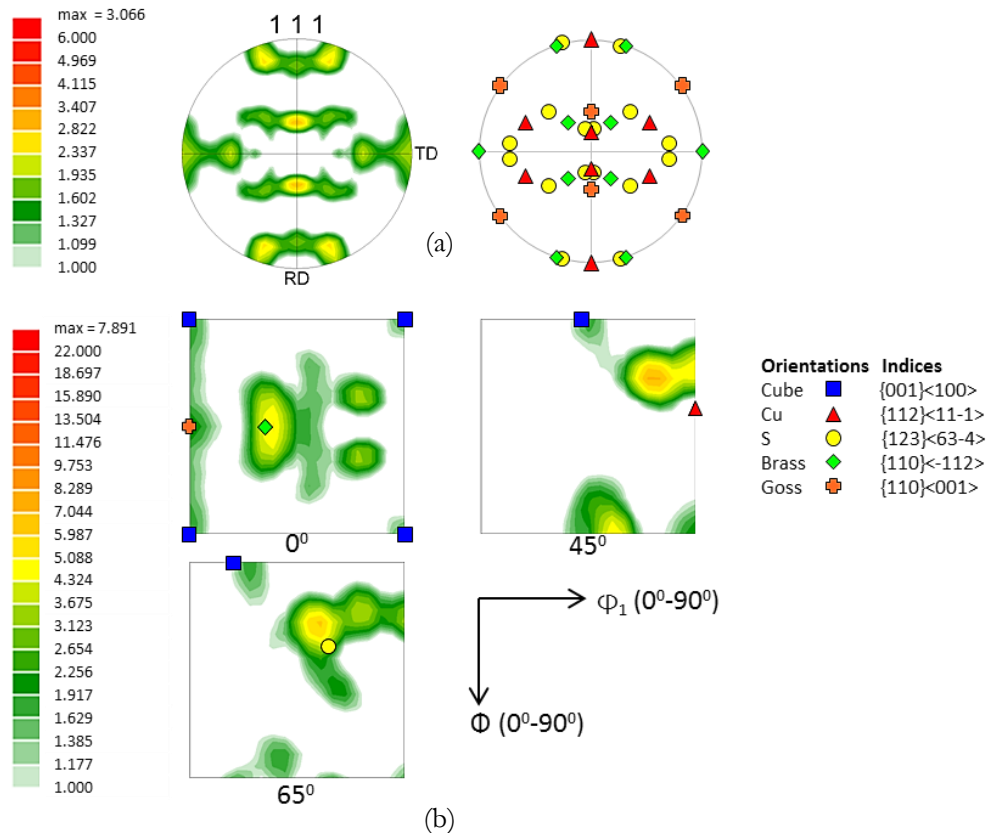 max = 3.066
6.000
4.969
4.115
3.407
2.822
2.337
1.935
1.602
1.327
1.099
1.000
1 1 1
TD
RD
(a)
max = 7.891
22.000
18.697
15.890
13.504
11.476
9.753
8.289
7.044
5.987
5.088
4.324
3.675
3.123
2.654
2.256
1.917
1.629
1.385
1.177
1.000
0⁰
45⁰
65⁰
φ₁ (0⁰-90⁰)
Φ (0⁰-90⁰)
Orientations Indices
Cube {001}<100>
Cu {112}<11-1>
S {123}<63-4>
Brass {110}<-112>
Goss {110}<001>
(b)